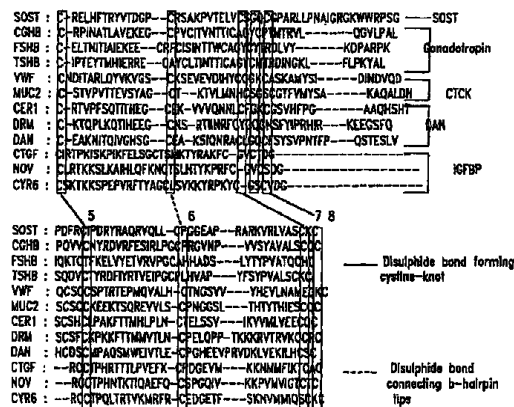 SOST : C-RELHFTRYVTDGP----CRSAKPVTELVCSGQCGPARLLPNAIGRGKWWRPSG ----SOST
CGHB : C-RPINATLAVEKEG----CPVCITVNTTICAGYCPTMTRVL-------QGVLPAL
FSHB : C-ELTNITIAIEKEE--CRFCISINTTWCAGYCYTRDLVY-------KDPARPK
Gonadotropin
TSHB : C-IPTEYTMHIERRE--CAYCLTINTTICAGYCMTRDINGKL-----FLPKYAL
VWF : CNDITARLQYVKVGS----CKSEVEVDIHYCQGKCASKAMYSI------DINDVQD
MUC2 : C-STVPVTTEVSYAG----CT---KTVLMNHCSGSCGTFVMYSA------KAQALDH
CTCK
CER1 : C-RTVPFSQTITHEG----CEK-VVVQNNLCFGKCGSVHFPG------AAQHSHT
DRM : C-KTQPLKQTIHEEG----CNS-RTIINRFCYGQCNSFYIPRHIR---KEEGSFQ
DAN
DAN : C-EAKNITQIVGHSG----CEA-KSIQNRACLGQCFSYSVPNTFP---QSTESLV
CTGF : CIRTPKISKPIKFELSGCTSMKTYRAKFC-GVCTDG
NOV : CLRTKKSLKAIHLQFKNCTSLHTYKPRFC-GVCSDG
IGFBP
CYR6 : CSKTKKSPEPVRFTYAGCLSVKKYRPKYC-GSCVDG
5 6 7 8
SOST : PDFRCIPDRYRAQRVQLL-CPGGEAP--RARKVRLVASCKC
CGHB : PQVVCNYRDVRFESIRLPGCPRGVNP---VVSYAVALSCQC
FSHB : IQKTCTFKELVYETVRVPGCAHHADS---LYTYPVATQCH
TSHB : SQDVCTYRDFIYRTVEIPGCPLHVAP---YFSYPVALSCKC
Disulphide bond forming
cystine-knot
VWF : QCSCCSPTRTEPMQVALH-CTNGSVV---YHEVLNAMECKC
MUC2 : SCSCCKEEKTSQREVVLS-CPNGGSL---THTYTHIESCQC
CER1 : SCSHCLPAKFTTMHLPLN-CTELSSV---IKVVMLVEECQC
DRM : SCSFCKPKKFTTMMVTLN-CPELQPP-TKKKRVTRVKQCRC
DAN : HCDSCMPAQSMWEIVTLE-CPGHEEVPRVDKLVEKILHCSC
CTGF : RCCTPHRTTTLPVEFK-CPDGEVM---KKNMMFIKTCAC
NOV : RCCTPHNTKTIQAEFQ-CSPGQIV---KKPVMVIGTCTC
CYR6 : RCCTPQLTRTVKMRFR-CEDGETF---SKNVMMIQSCKC
Disulphide bond
connecting b-hairpin
tips